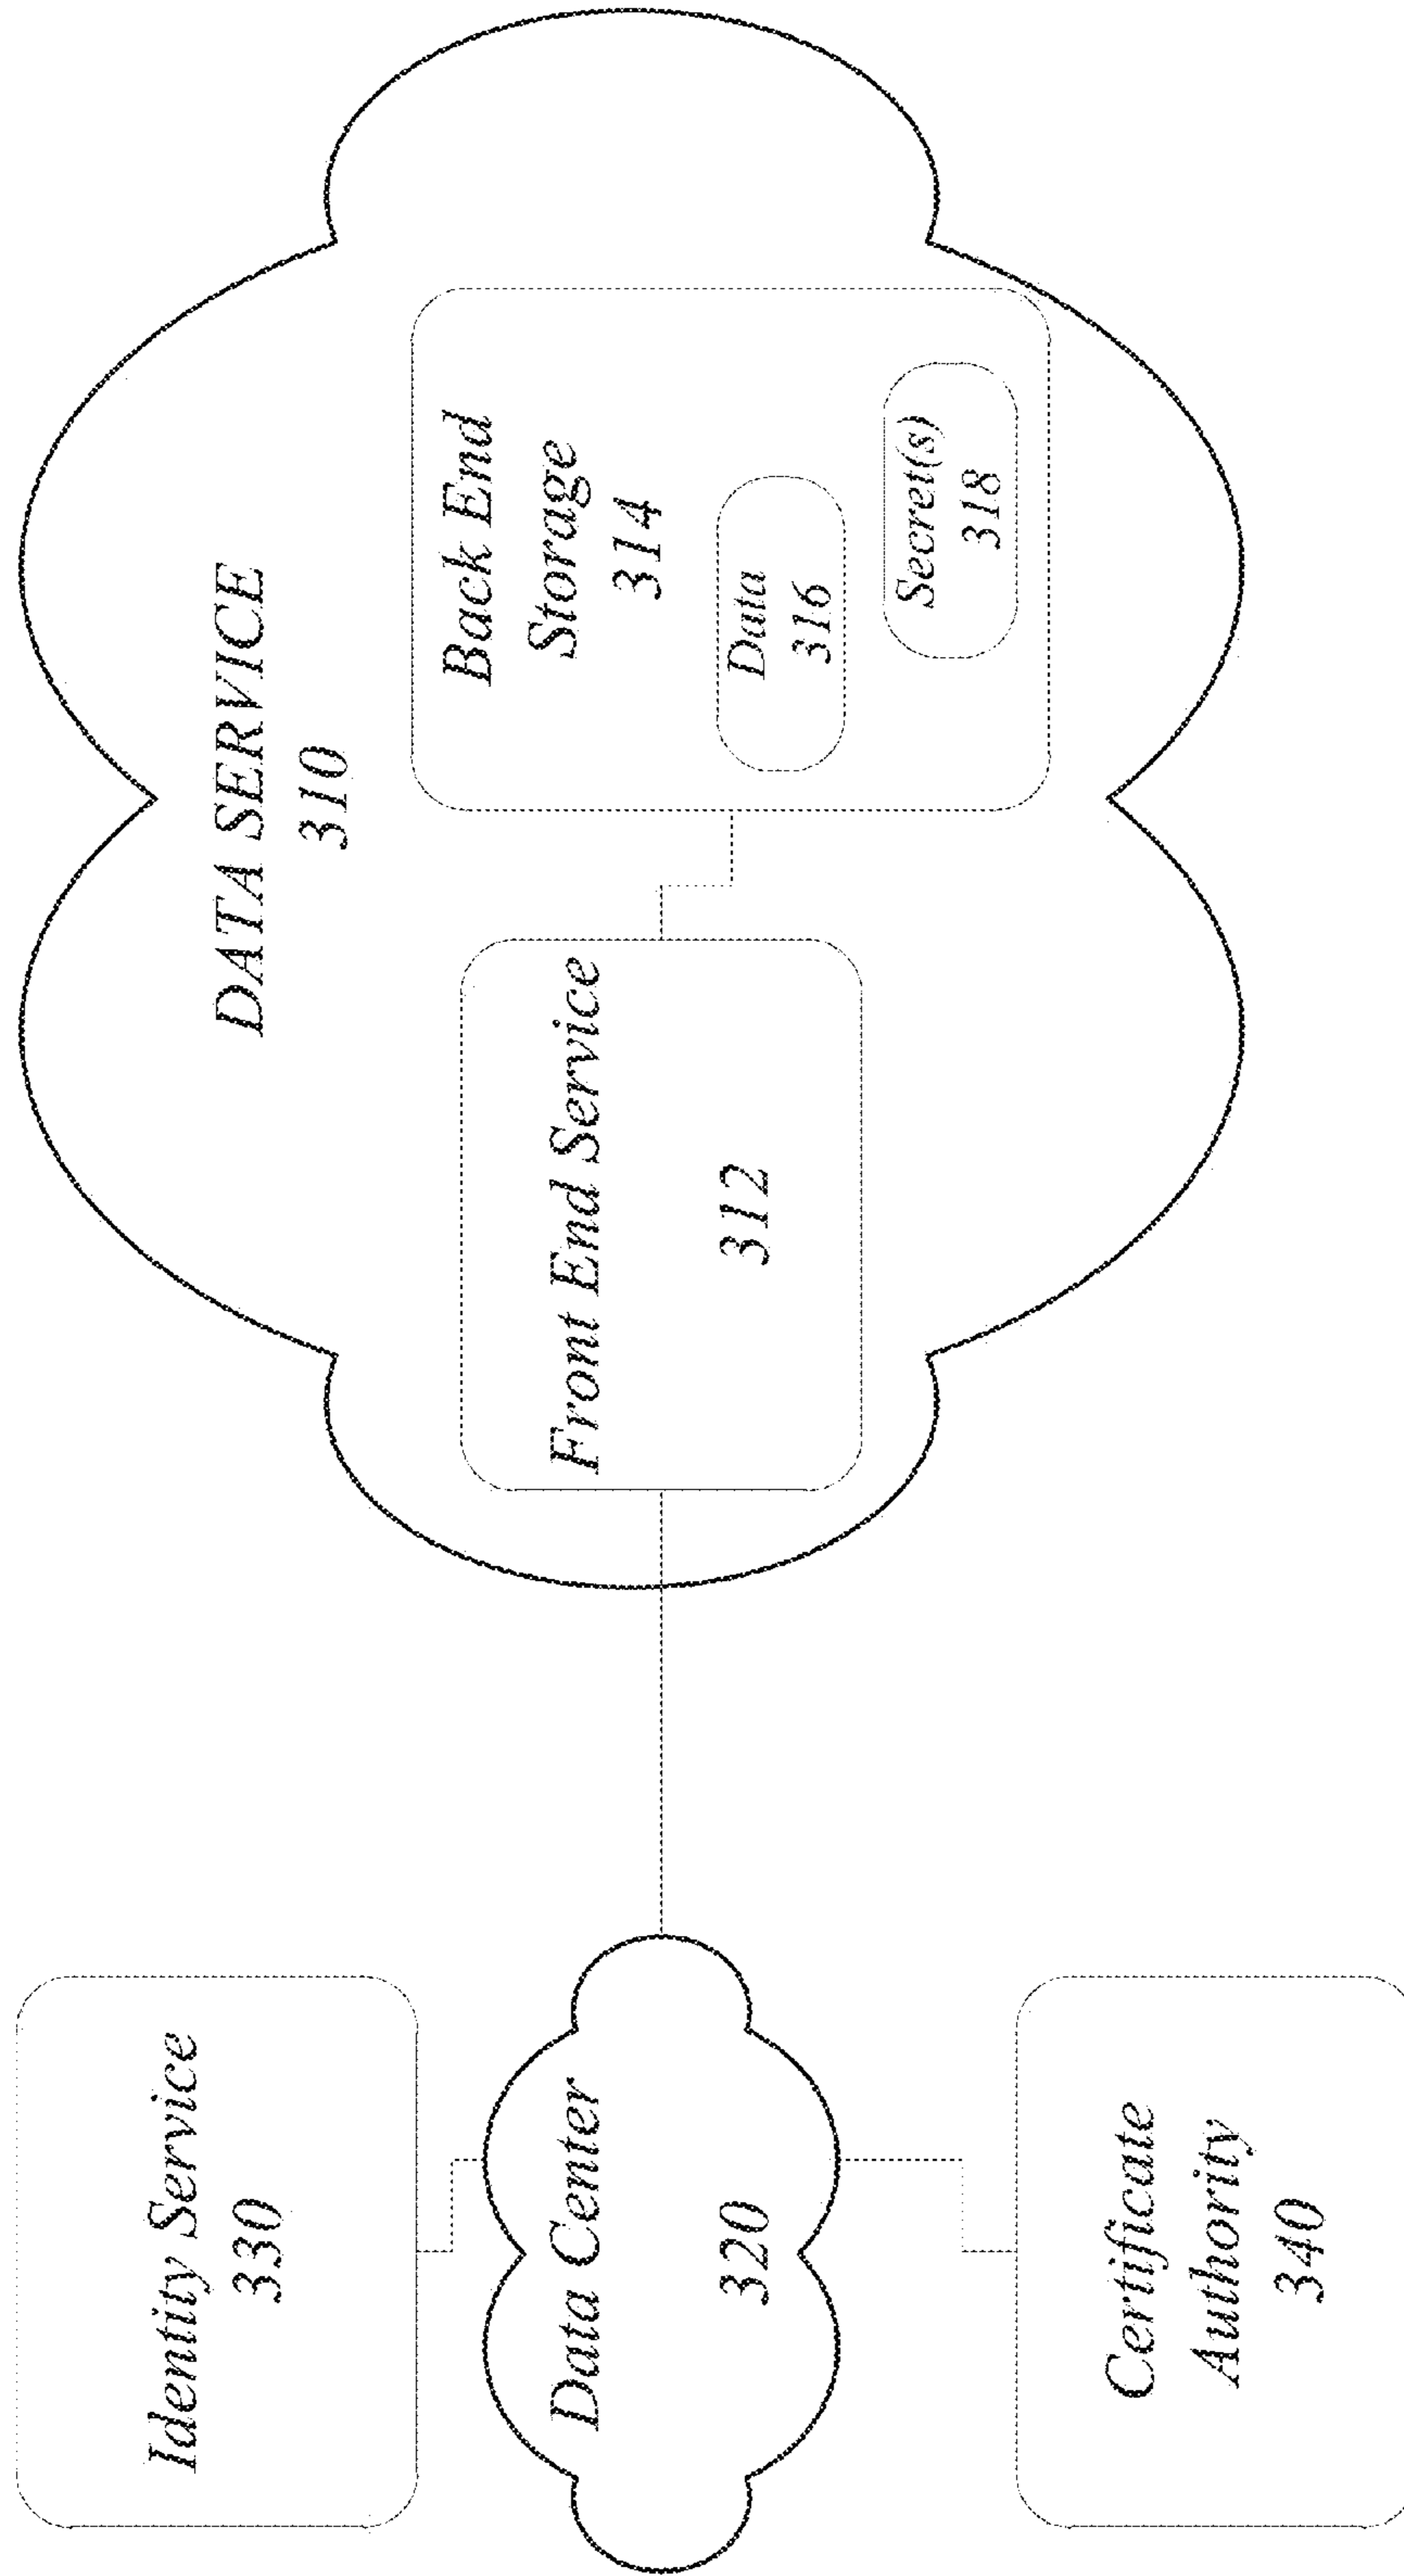 DATA SERVICE
310
Identity Service
330
Data Center
320
Certificate
Authority
340
Front End Service
312
Back End
Storage
314
Data
316
Secret(s)
318